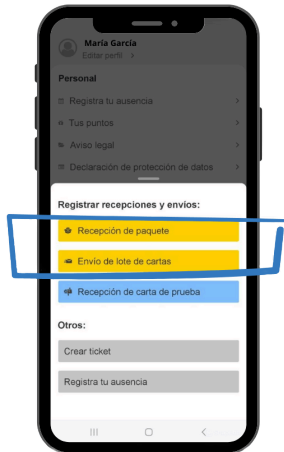 María García
Editar perfil >
Personal
Registra tu ausencia >
Tus puntos >
Aviso legal >
Declaración de protección de datos >
Registrar recepciones y envíos:
Recepción de paquete
Envío de lote de cartas
Recepción de carta de prueba
Otros:
Crear ticket
Registra tu ausencia